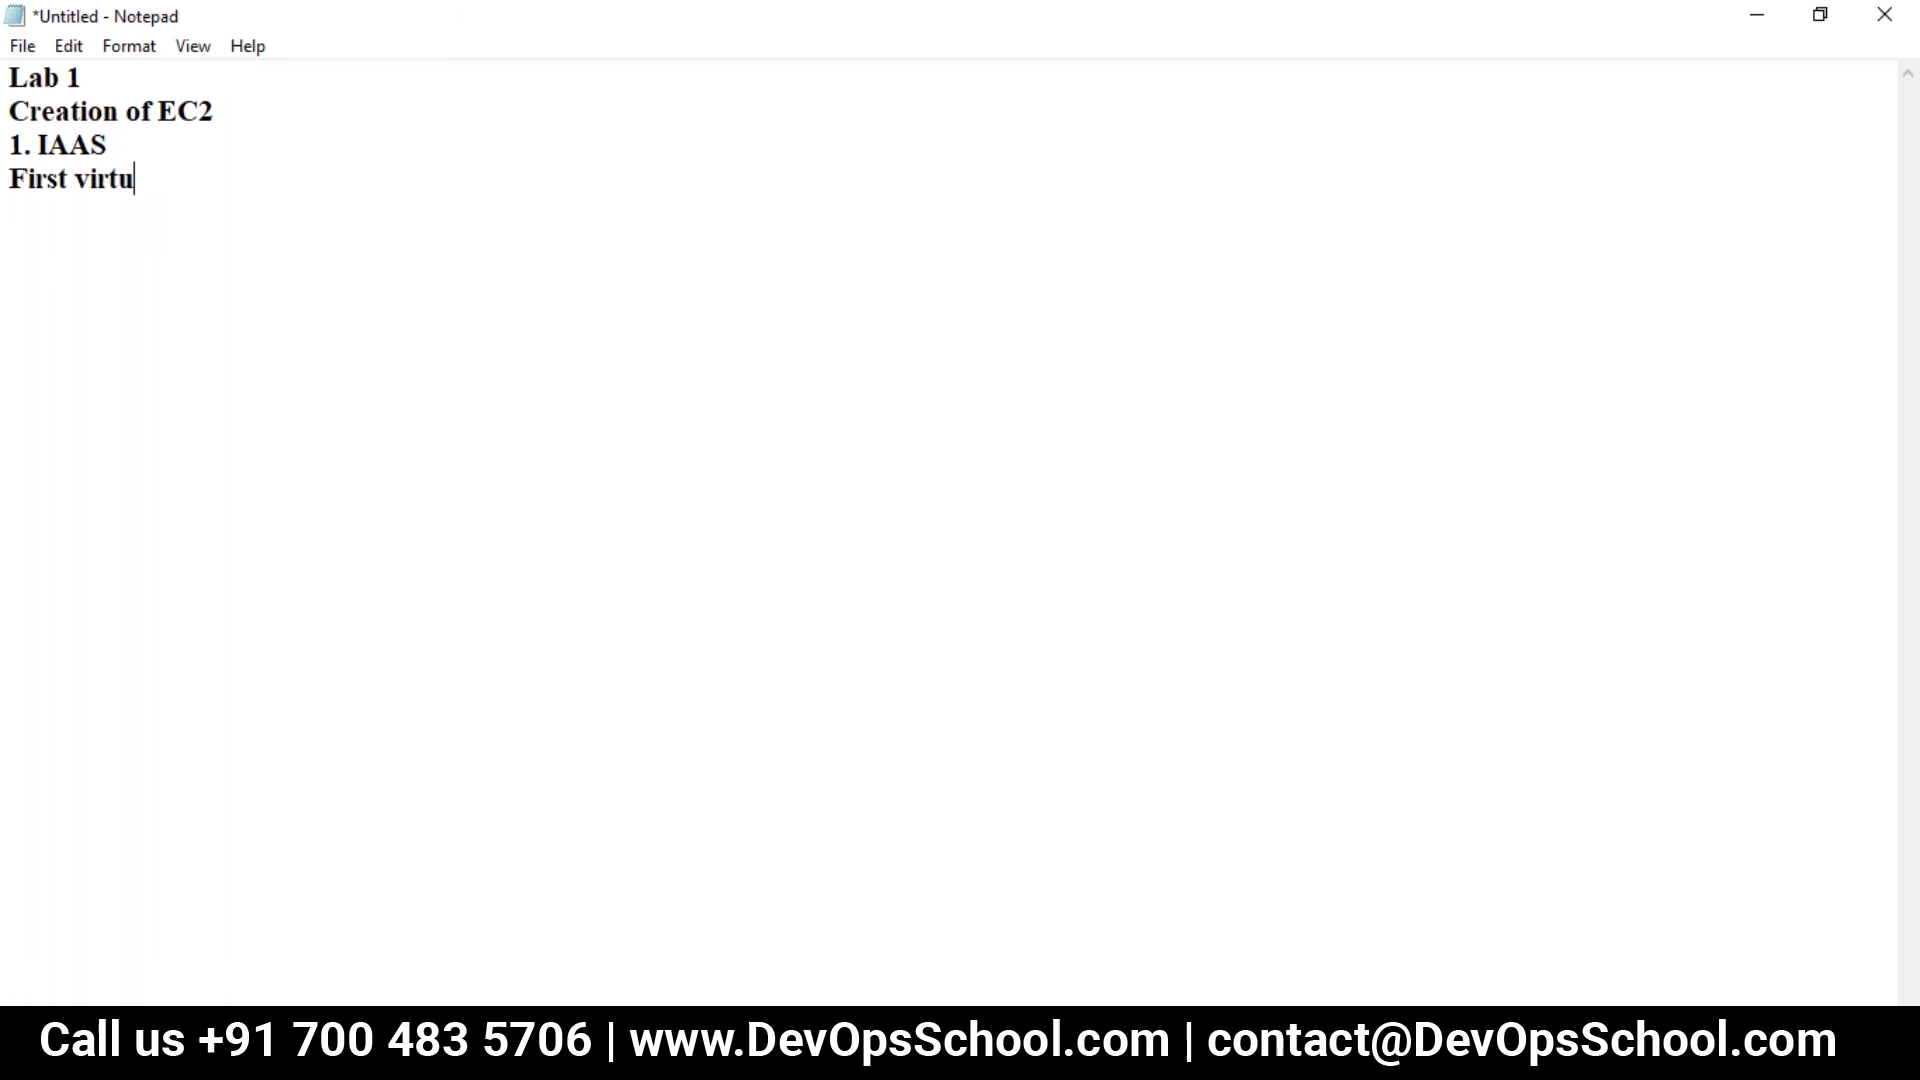 *Untitled - Notepad
File Edit Format View Help
Lab 1
Creation of EC2
1. IAAS
First virtu
Call us +91 700 483 5706 | www.DevOpsSchool.com | contact@DevOpsSchool.com